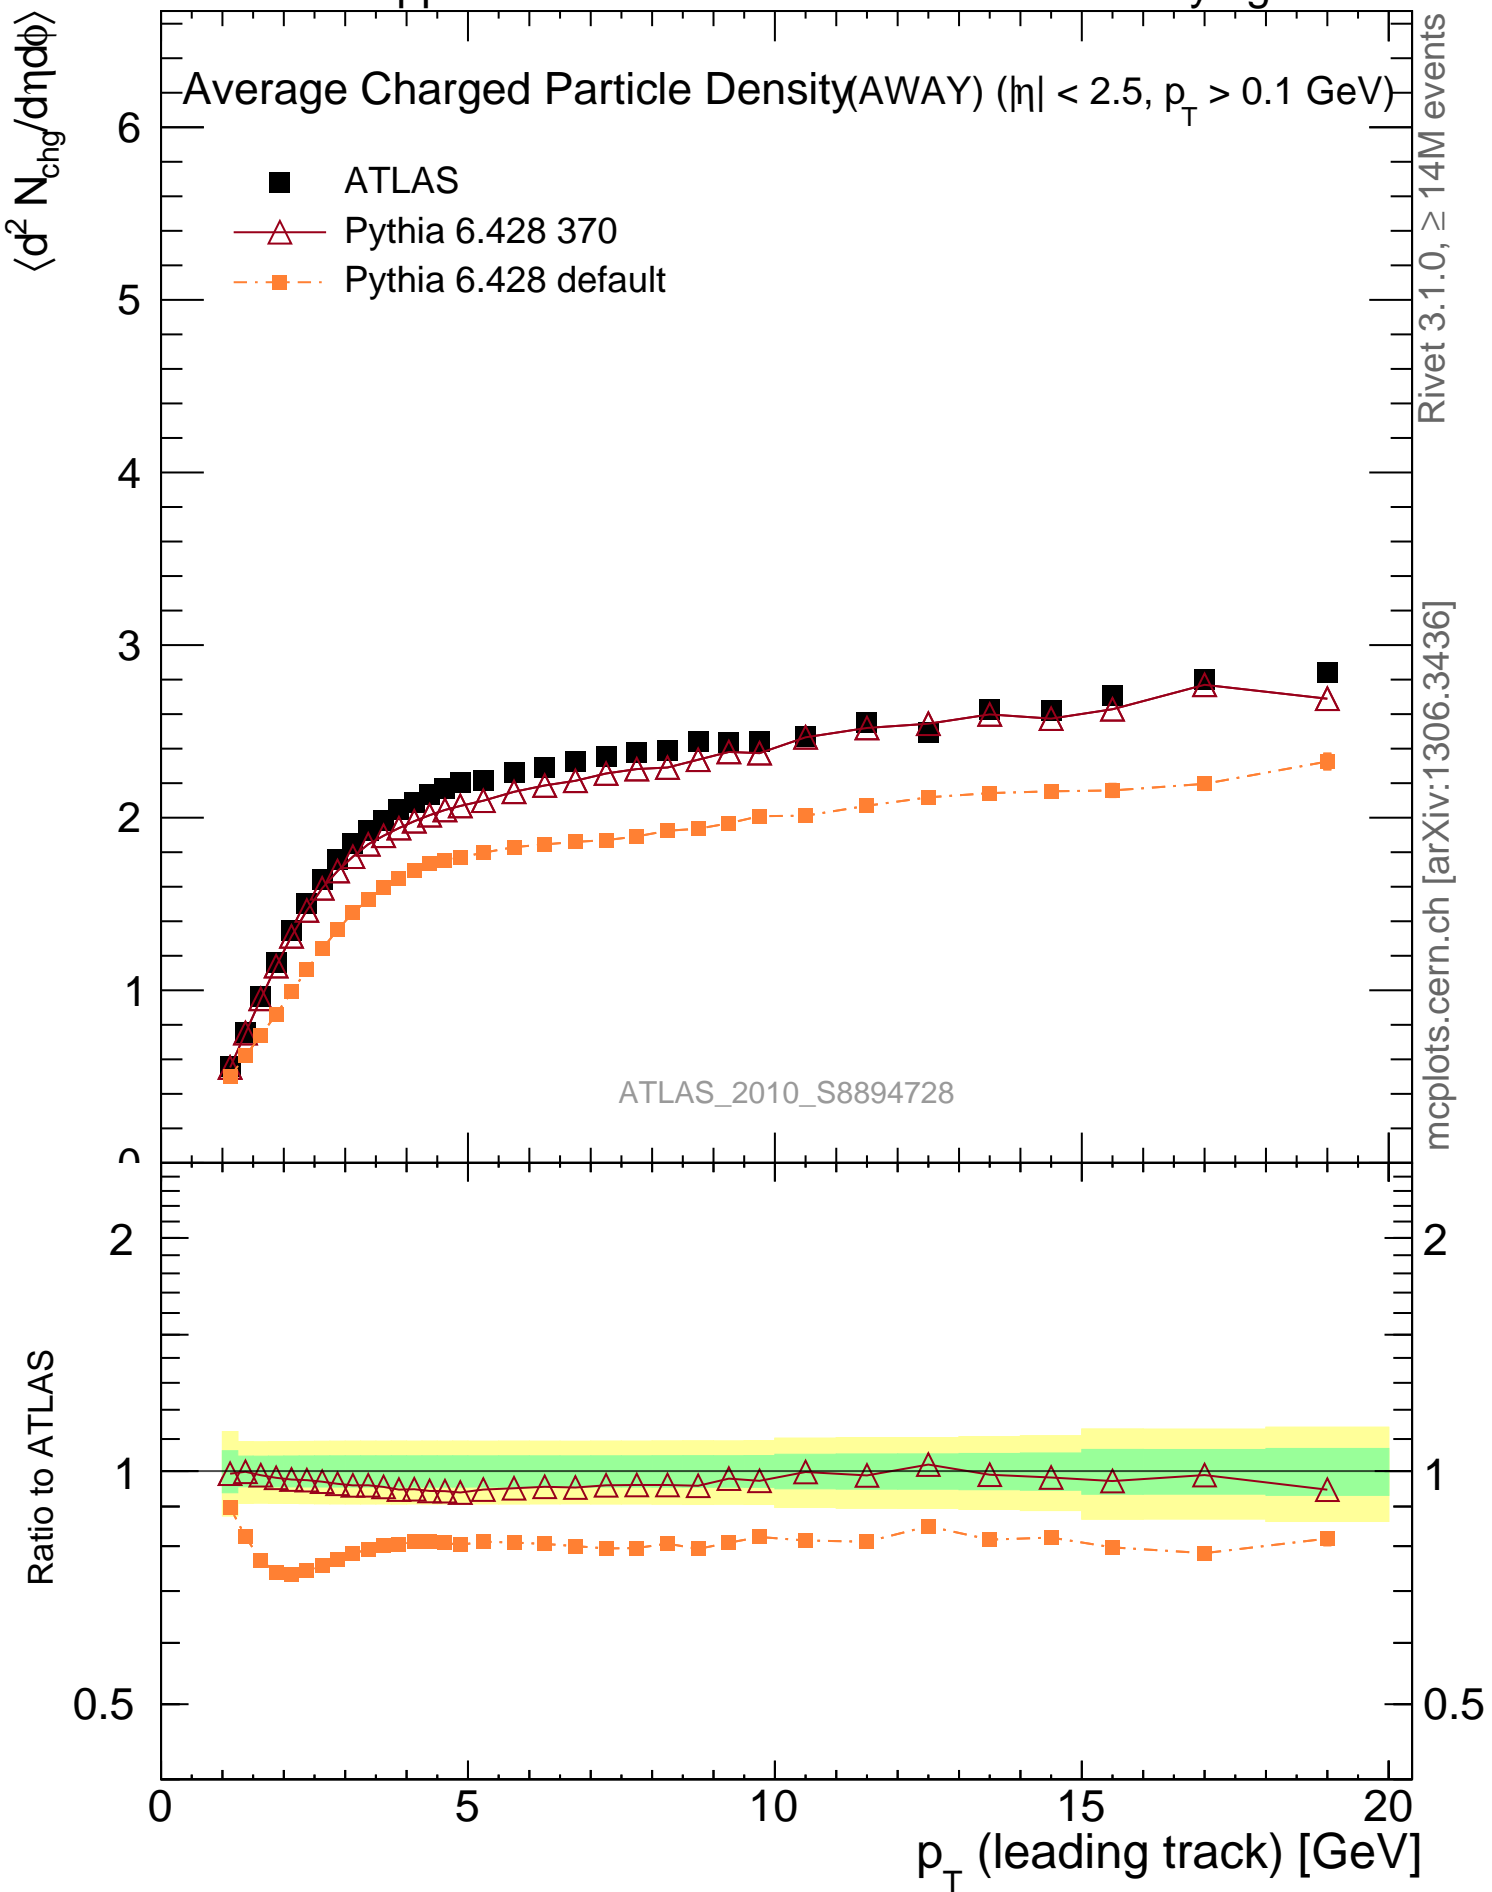 Average Charged Particle Density (AWAY) (|η| < 2.5, p_T > 0.1 GeV)
⟨d² N_chg/dηdϕ⟩
ATLAS
Pythia 6.428 370
Pythia 6.428 default
6
5
4
3
2
1
0
ATLAS_2010_S8894728
Rivet 3.1.0, ≥ 14M events
mcplots.cern.ch [arXiv:1306.3436]
Ratio to ATLAS
2
1
0.5
2
1
0.5
0
5
10
15
20
p_T (leading track) [GeV]